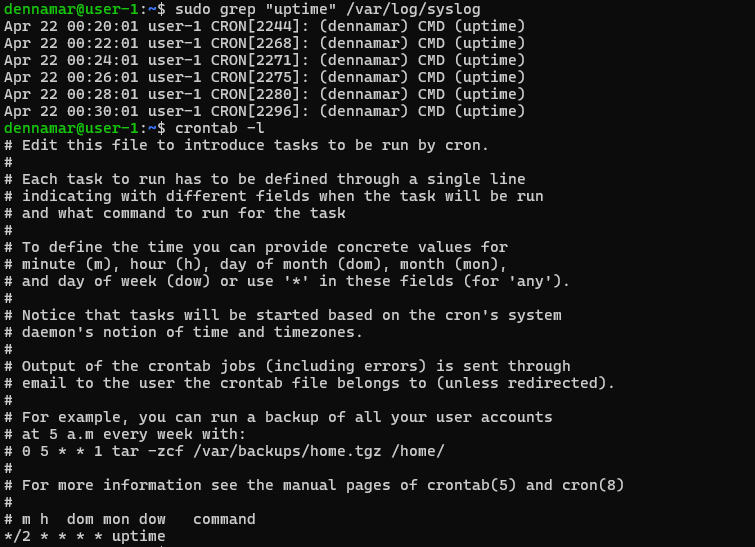 dennamar@user-1:~$ sudo grep "uptime" /var/log/syslog
Apr 22 00:20:01 user-1 CRON[2244]: (dennamar) CMD (uptime)
Apr 22 00:22:01 user-1 CRON[2268]: (dennamar) CMD (uptime)
Apr 22 00:24:01 user-1 CRON[2271]: (dennamar) CMD (uptime)
Apr 22 00:26:01 user-1 CRON[2275]: (dennamar) CMD (uptime)
Apr 22 00:28:01 user-1 CRON[2280]: (dennamar) CMD (uptime)
Apr 22 00:30:01 user-1 CRON[2296]: (dennamar) CMD (uptime)
dennamar@user-1:~$ crontab -l
# Edit this file to introduce tasks to be run by cron.
#
# Each task to run has to be defined through a single line
# indicating with different fields when the task will be run
# and what command to run for the task
#
# To define the time you can provide concrete values for
# minute (m), hour (h), day of month (dom), month (mon),
# and day of week (dow) or use '*' in these fields (for 'any').
#
# Notice that tasks will be started based on the cron's system
# daemon's notion of time and timezones.
#
# Output of the crontab jobs (including errors) is sent through
# email to the user the crontab file belongs to (unless redirected).
#
# For example, you can run a backup of all your user accounts
# at 5 a.m every week with:
# 0 5 * * 1 tar -zcf /var/backups/home.tgz /home/
#
# For more information see the manual pages of crontab(5) and cron(8)
#
# m h  dom mon dow   command
*/2 * * * * uptime